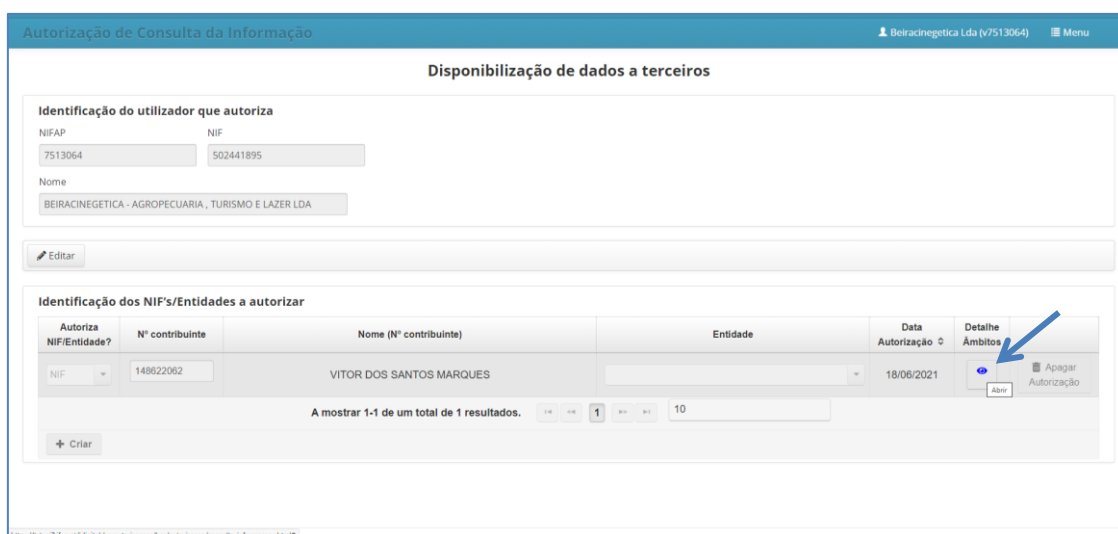 Autorização de Consulta da Informação
Beiracinegetica Lda (v7513064)
Menu
Disponibilização de dados a terceiros
Identificação do utilizador que autoriza
NIFAP NIF
7513064 502441895
Nome
BEIRACINEGETICA - AGROPECUARIA , TURISMO E LAZER LDA
Editar
Identificação dos NIF's/Entidades a autorizar
Autoriza NIF/Entidade? Nº contribuinte Nome (Nº contribuinte) Entidade Data Autorização Detalhe Âmbitos
NIF 148622062 VITOR DOS SANTOS MARQUES 18/06/2021 Apagar Autorização
Abrir
A mostrar 1-1 de um total de 1 resultados. 1 10
+ Criar